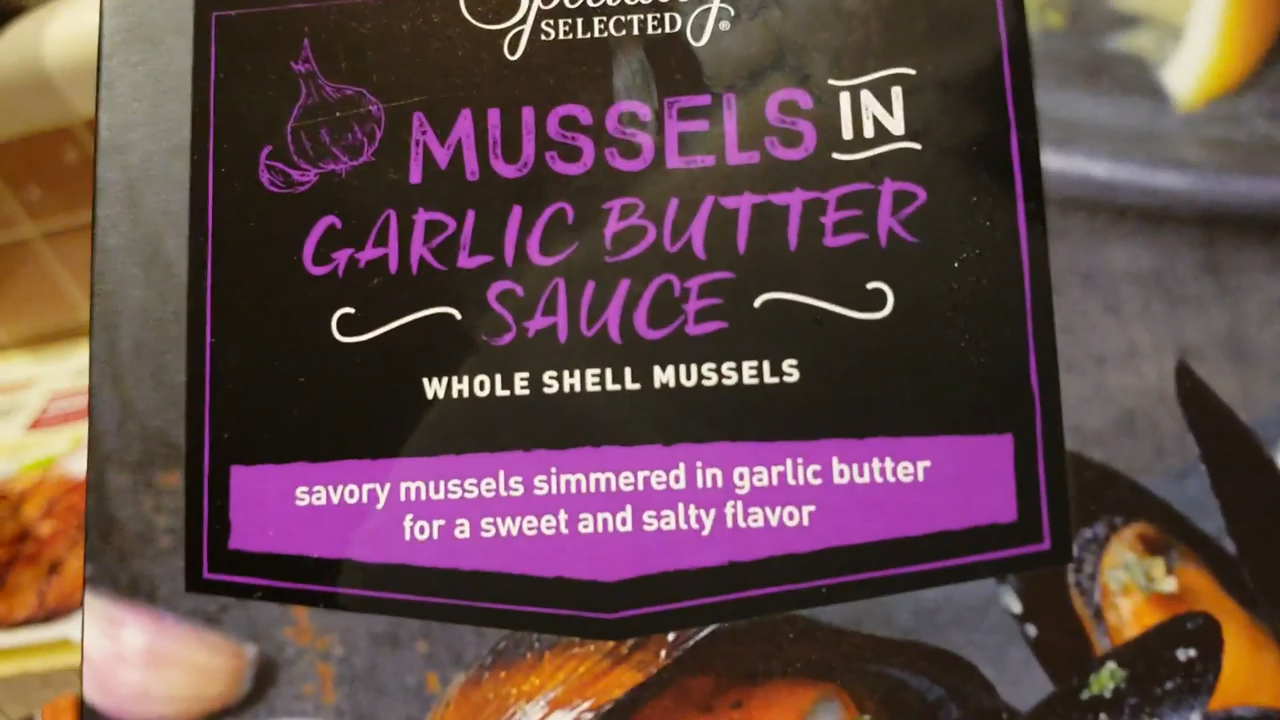 Specially
SELECTED®
MUSSELS IN
GARLIC BUTTER
SAUCE
WHOLE SHELL MUSSELS
savory mussels simmered in garlic butter
for a sweet and salty flavor